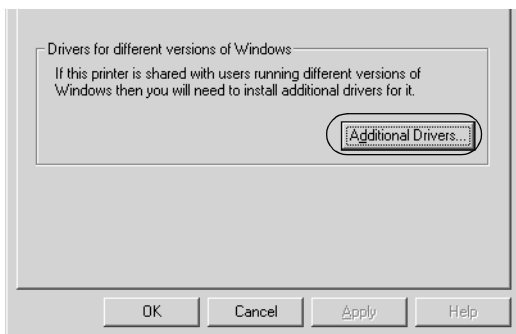 Drivers for different versions of Windows
If this printer is shared with users running different versions of
Windows then you will need to install additional drivers for it.
Additional Drivers...
OK Cancel Apply Help